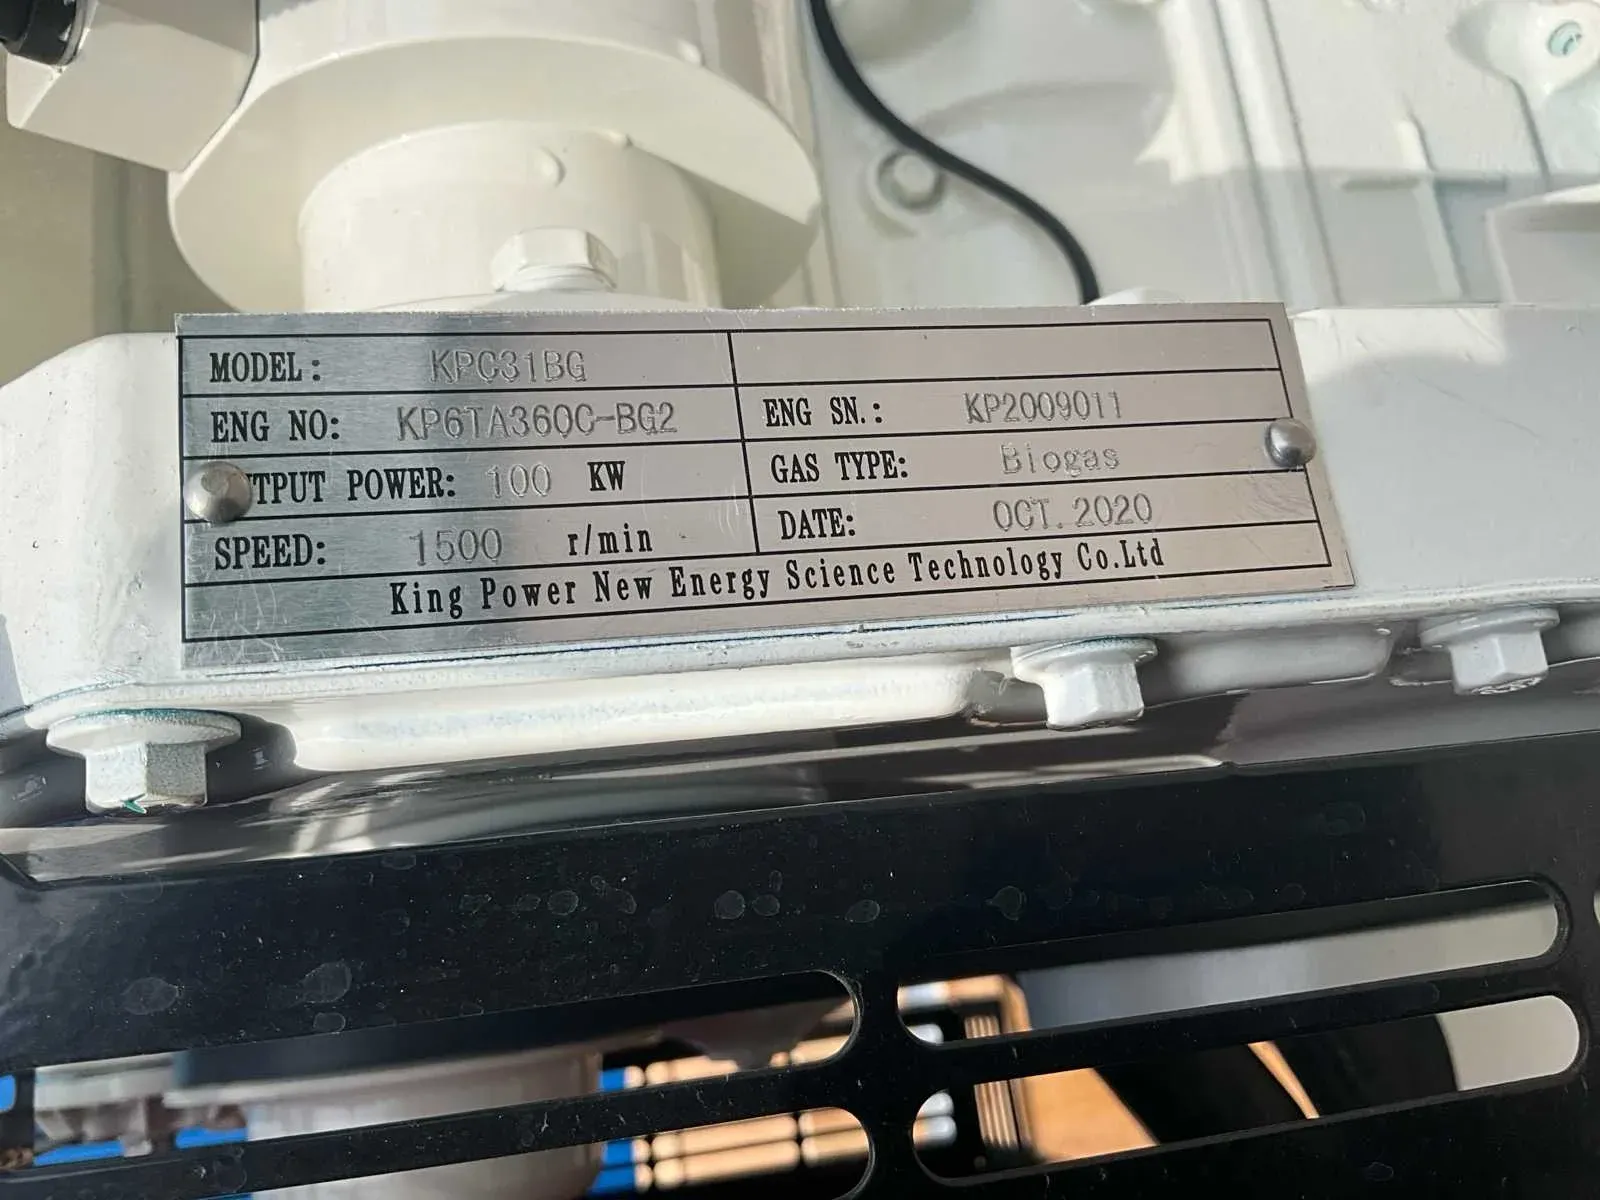 MODEL: KPC31BG
ENG NO: KP6TA360C-BG2 ENG SN.: KP2009011
TPUT POWER: 100 KW GAS TYPE: Biogas
SPEED: 1500 r/min DATE: OCT.2020
King Power New Energy Science Technology Co.Ltd